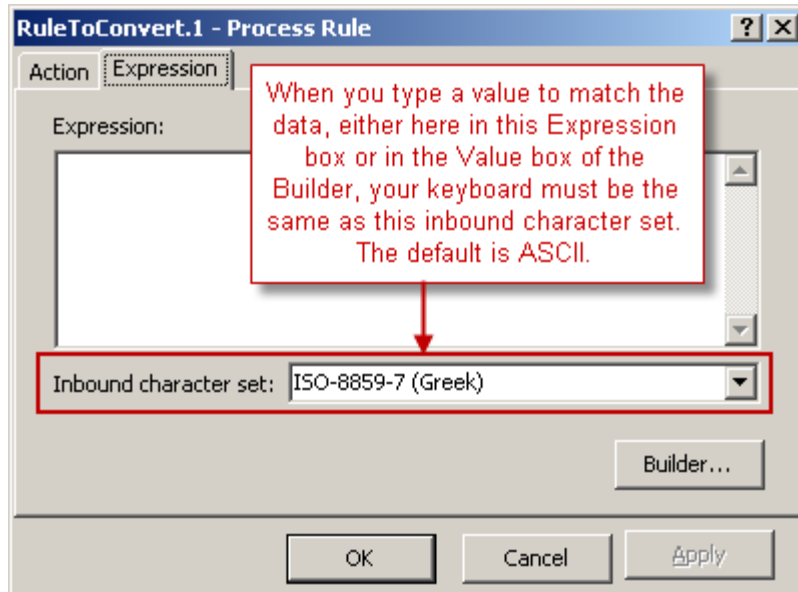 RuleToConvert.1 - Process Rule
Action Expression
Expression:
When you type a value to match the
data, either here in this Expression
box or in the Value box of the
Builder, your keyboard must be the
same as this inbound character set.
The default is ASCII.
Inbound character set: ISO-8859-7 (Greek)
Builder...
OK Cancel Apply